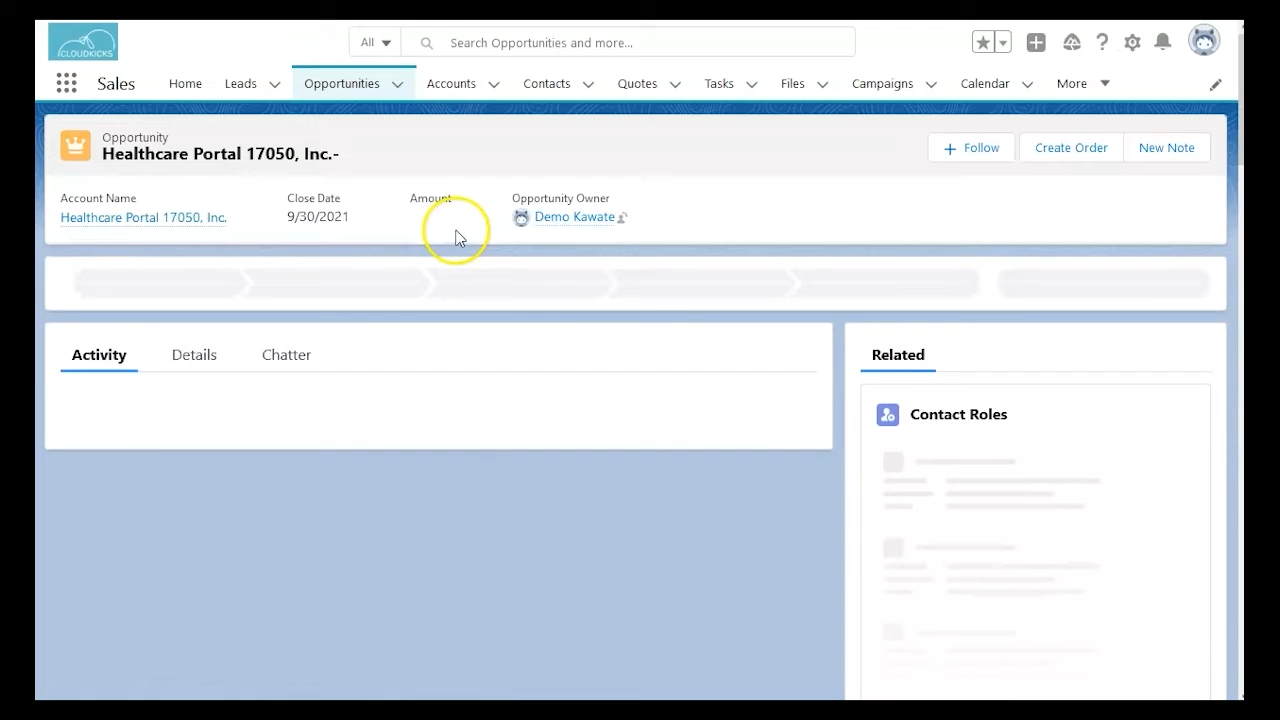 CLOUDKICKS
All
Search Opportunities and more...
Sales
Home
Leads
Opportunities
Accounts
Contacts
Quotes
Tasks
Files
Campaigns
Calendar
More
Opportunity
Healthcare Portal 17050, Inc.-
+ Follow
Create Order
New Note
Account Name
Close Date
Amount
Opportunity Owner
Healthcare Portal 17050, Inc.
9/30/2021
Demo Kawate
Activity
Details
Chatter
Related
Contact Roles